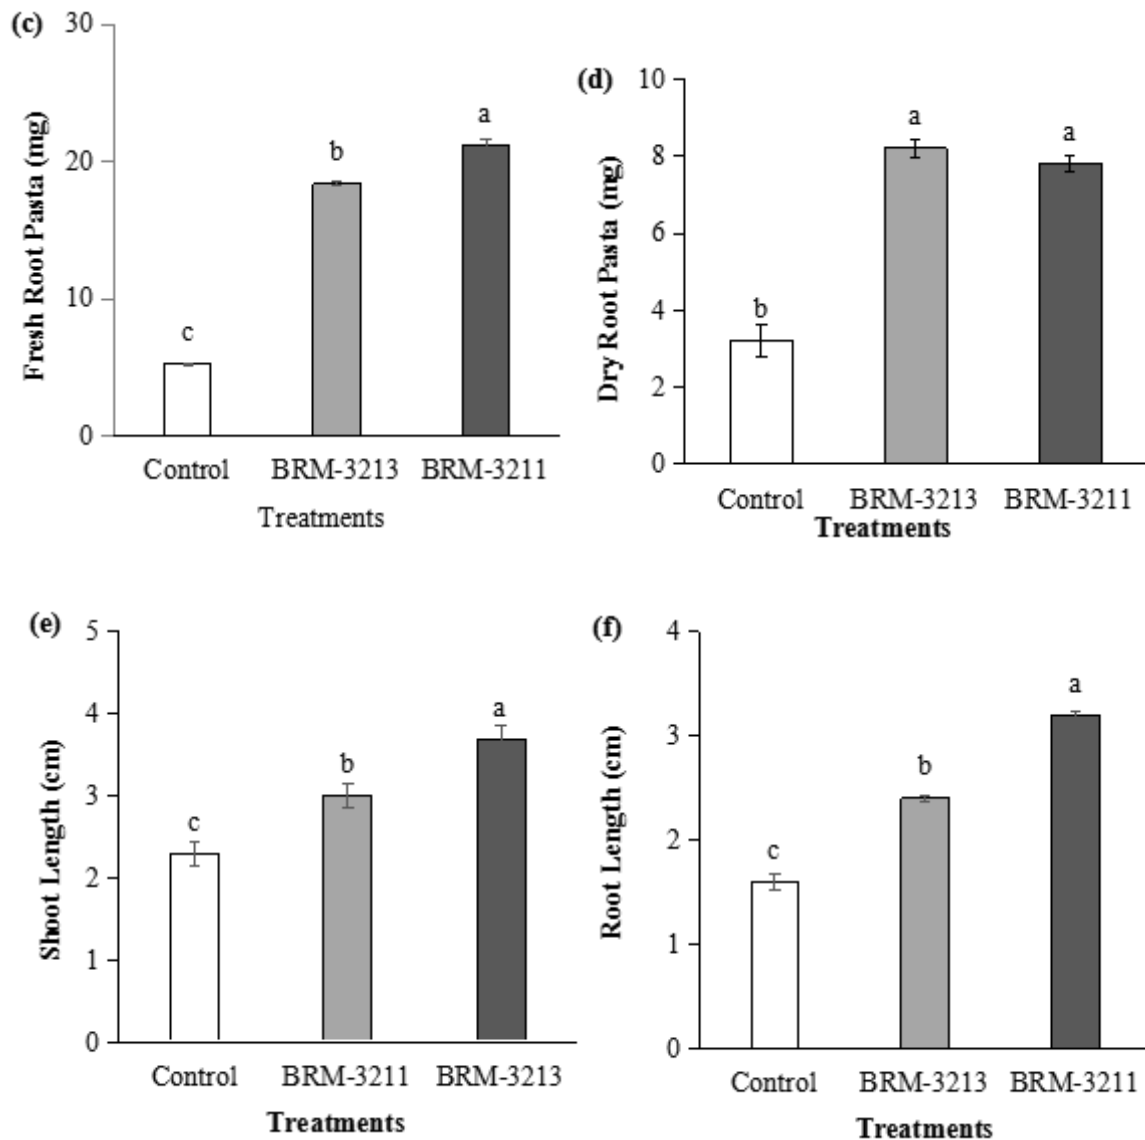 (c)
Fresh Root Pasta (mg)
30
20
10
0
c
b
a
Control BRM-3213 BRM-3211
Treatments
(d)
Dry Root Pasta (mg)
10
8
6
4
2
0
b
a
a
Control BRM-3213 BRM-3211
Treatments
(e)
Shoot Length (cm)
5
4
3
2
1
0
c
b
a
Control BRM-3211 BRM-3213
Treatments
(f)
Root Length (cm)
4
3
2
1
0
c
b
a
Control BRM-3213 BRM-3211
Treatments